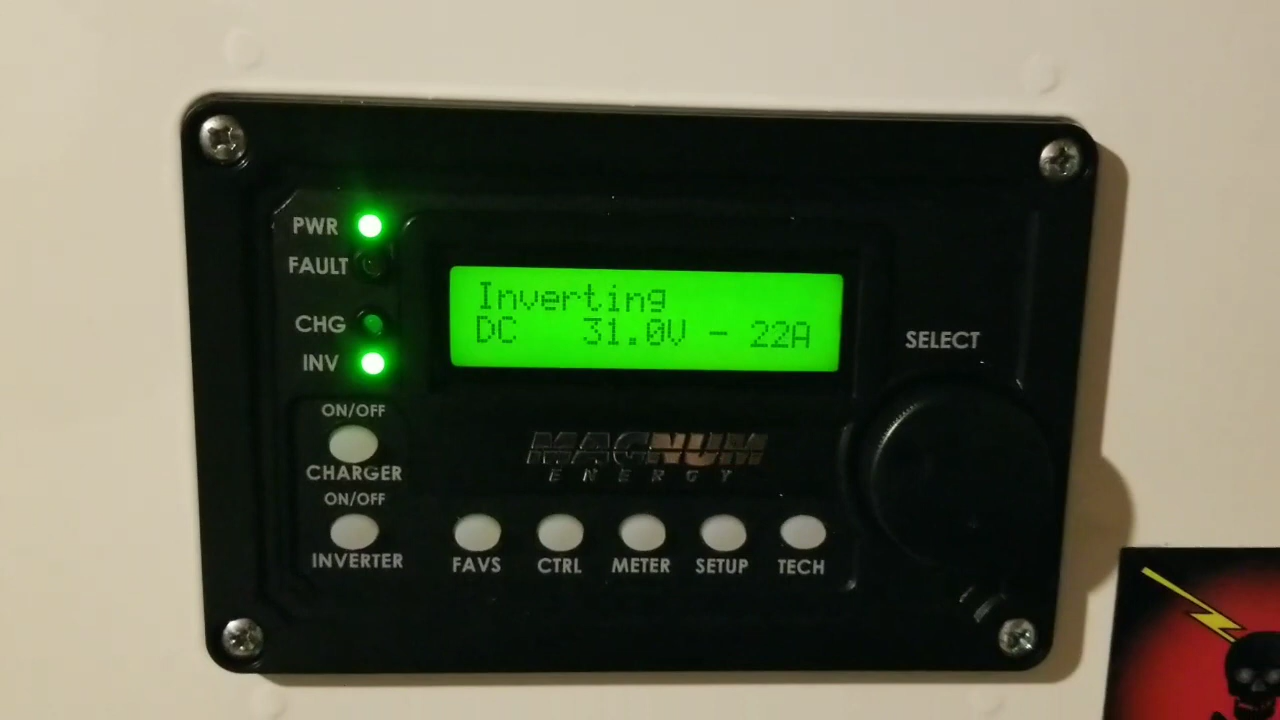 PWR
FAULT
CHG
INV
ON/OFF
CHARGER
ON/OFF
INVERTER
Inverting
DC 31.0V - 22A
SELECT
MAGNUM
ENERGY
FAVS CTRL METER SETUP TECH